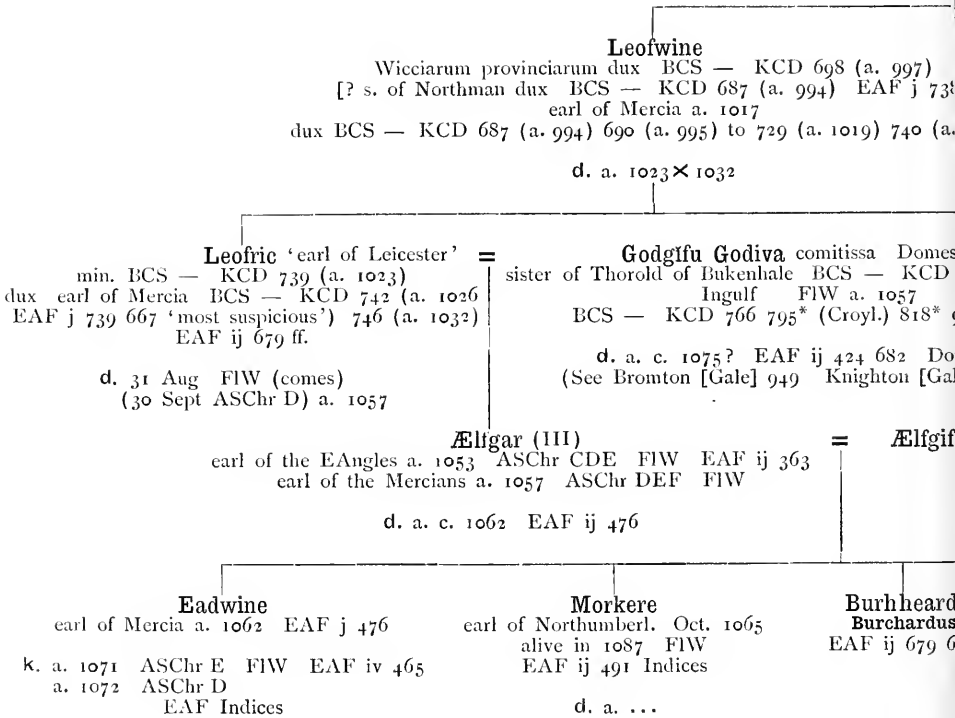 Leofwine
Wicciarum provinciarum dux BCS — KCD 698 (a. 997)
[? s. of Northman dux BCS — KCD 687 (a. 994) EAF j 738
earl of Mercia a. 1017
dux BCS — KCD 687 (a. 994) 690 (a. 995) to 729 (a. 1019) 740 (a.
d. a. 1023 × 1032
Leofric 'earl of Leicester' =
min. BCS — KCD 739 (a. 1023)
dux earl of Mercia BCS — KCD 742 (a. 1026
EAF j 739 667 'most suspicious') 746 (a. 1032)
EAF ij 679 ff.
d. 31 Aug FlW (comes)
(30 Sept ASChr D) a. 1057
Godgĭfu Godiva comitissa Domes
sister of Thorold of Bukenhale BCS — KCD
Ingulf FlW a. 1057
BCS — KCD 766 795* (Croyl.) 818*
d. a. c. 1075? EAF ij 424 682 Do
(See Bromton [Gale] 949 Knighton [Gal
Ælfgar (III) = Ælfgif
earl of the EAngles a. 1053 ASChr CDE FlW EAF ij 363
earl of the Mercians a. 1057 ASChr DEF FlW
d. a. c. 1062 EAF ij 476
Eadwine
earl of Mercia a. 1062 EAF j 476
k. a. 1071 ASChr E FlW EAF iv 465
a. 1072 ASChr D
EAF Indices
Morkere
earl of Northumberl. Oct. 1065
alive in 1087 FlW
EAF ij 491 Indices
d. a. ...
Burhheard
Burchardus
EAF ij 679 6